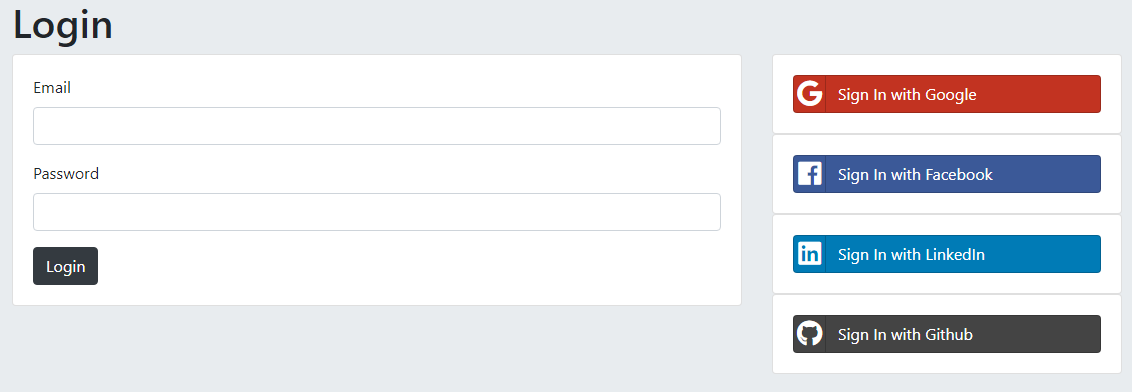 Login
Email
Password
Login
Sign In with Google
Sign In with Facebook
Sign In with LinkedIn
Sign In with Github